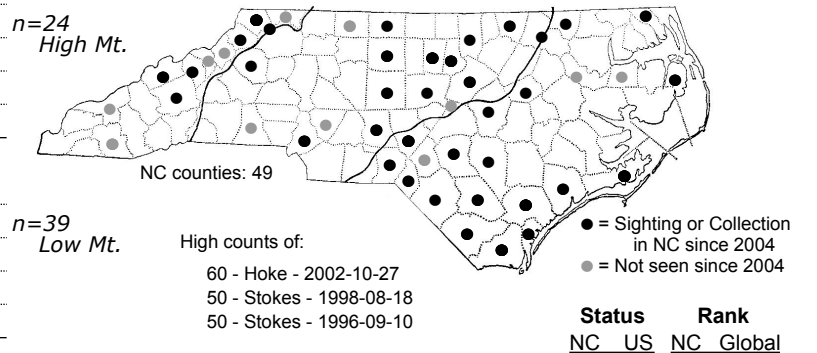 n=24
High Mt.
NC counties: 49
n=39
Low Mt.
High counts of:
60 - Hoke - 2002-10-27
50 - Stokes - 1998-08-18
50 - Stokes - 1996-09-10
= Sighting or Collection
in NC since 2004
= Not seen since 2004
Status Rank
NC US NC Global